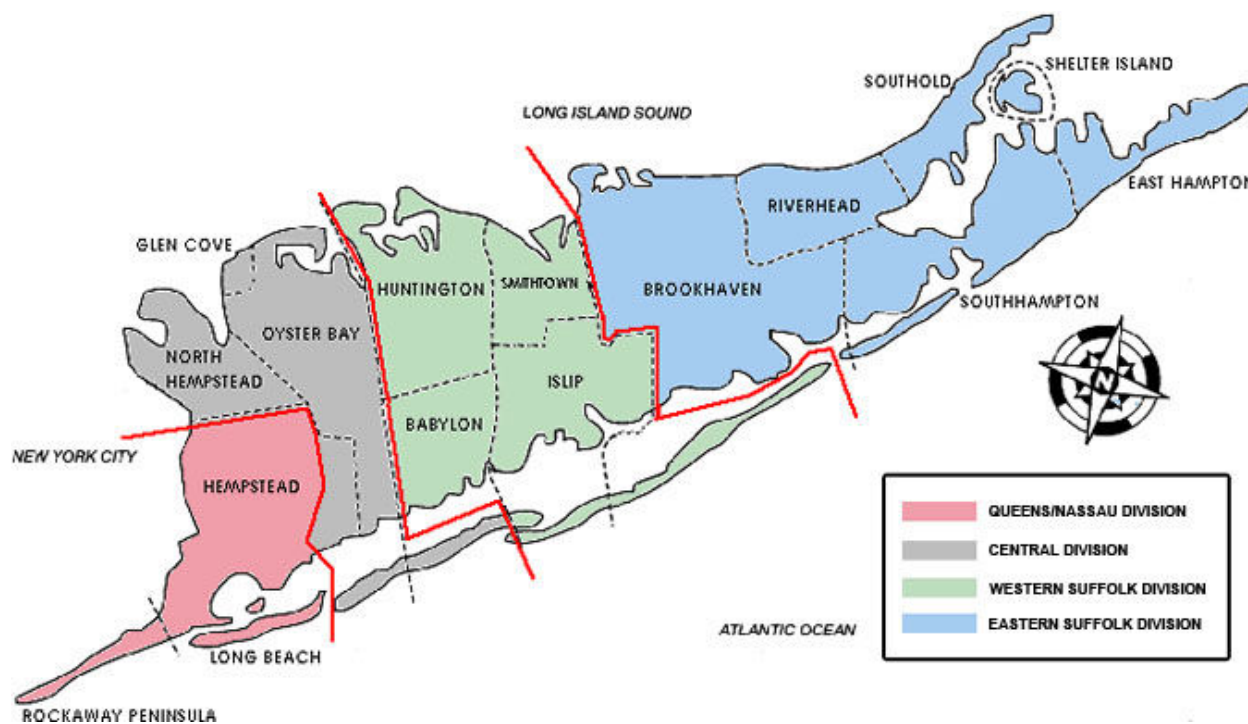 SHELTER ISLAND
SOUTHOLD
LONG ISLAND SOUND
EAST HAMPTON
RIVERHEAD
GLEN COVE
HUNTINGTON
SMITHTOWN
BROOKHAVEN
SOUTHHAMPTON
OYSTER BAY
NORTH
HEMPSTEAD
ISLIP
BABYLON
N
NEW YORK CITY
HEMPSTEAD
QUEENS/NASSAU DIVISION
CENTRAL DIVISION
WESTERN SUFFOLK DIVISION
EASTERN SUFFOLK DIVISION
ATLANTIC OCEAN
LONG BEACH
ROCKAWAY PENINSULA